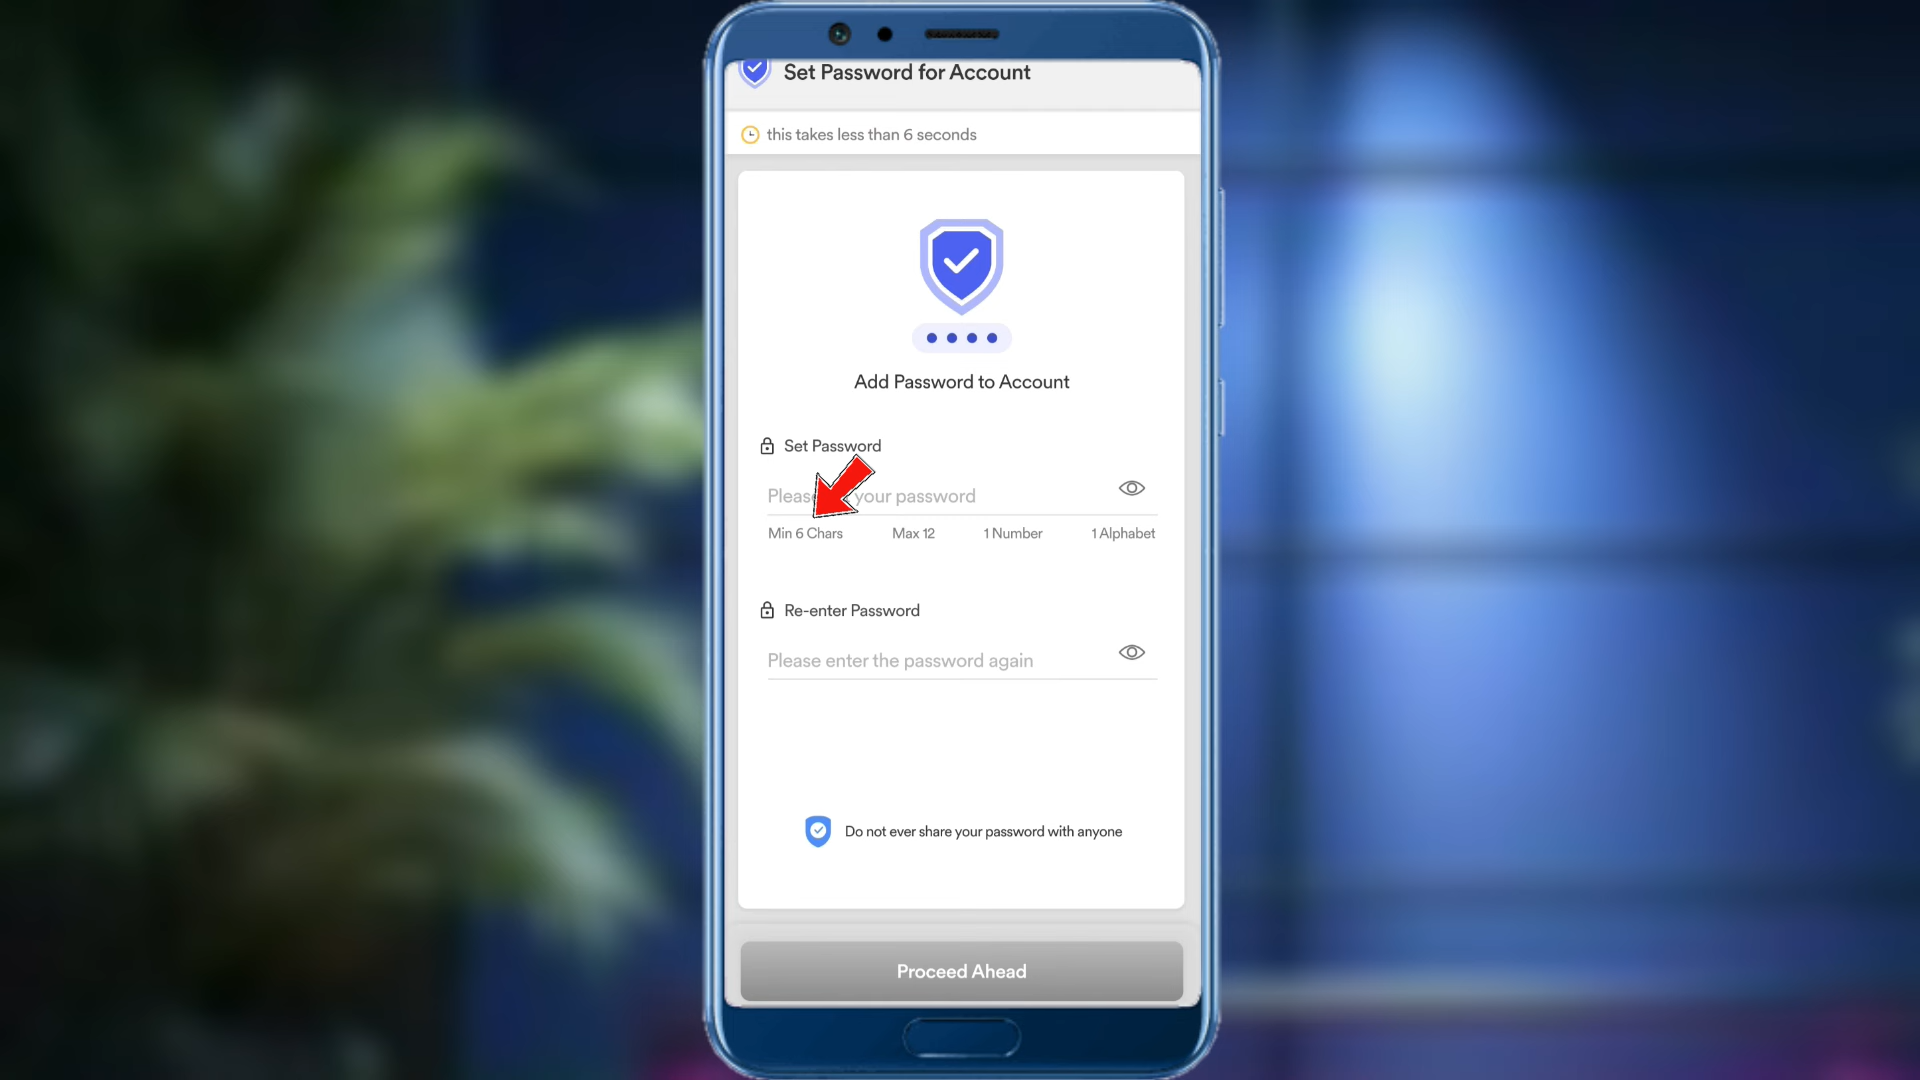 Set Password for Account
this takes less than 6 seconds
Add Password to Account
Set Password
Please your password
Min 6 Chars Max 12 1 Number 1 Alphabet
Re-enter Password
Please enter the password again
Do not ever share your password with anyone
Proceed Ahead